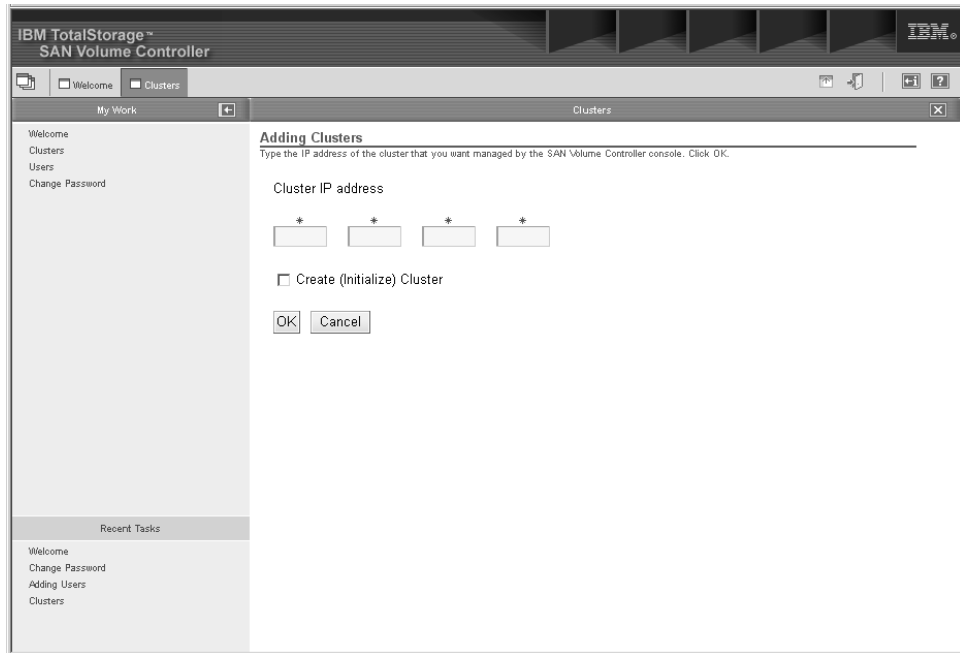 IBM TotalStorage™
SAN Volume Controller
IBM®
Welcome
Clusters
My Work
Clusters
Welcome
Clusters
Users
Change Password
Adding Clusters
Type the IP address of the cluster that you want managed by the SAN Volume Controller console. Click OK.
Cluster IP address
* * * *
Create (Initialize) Cluster
OK Cancel
Recent Tasks
Welcome
Change Password
Adding Users
Clusters